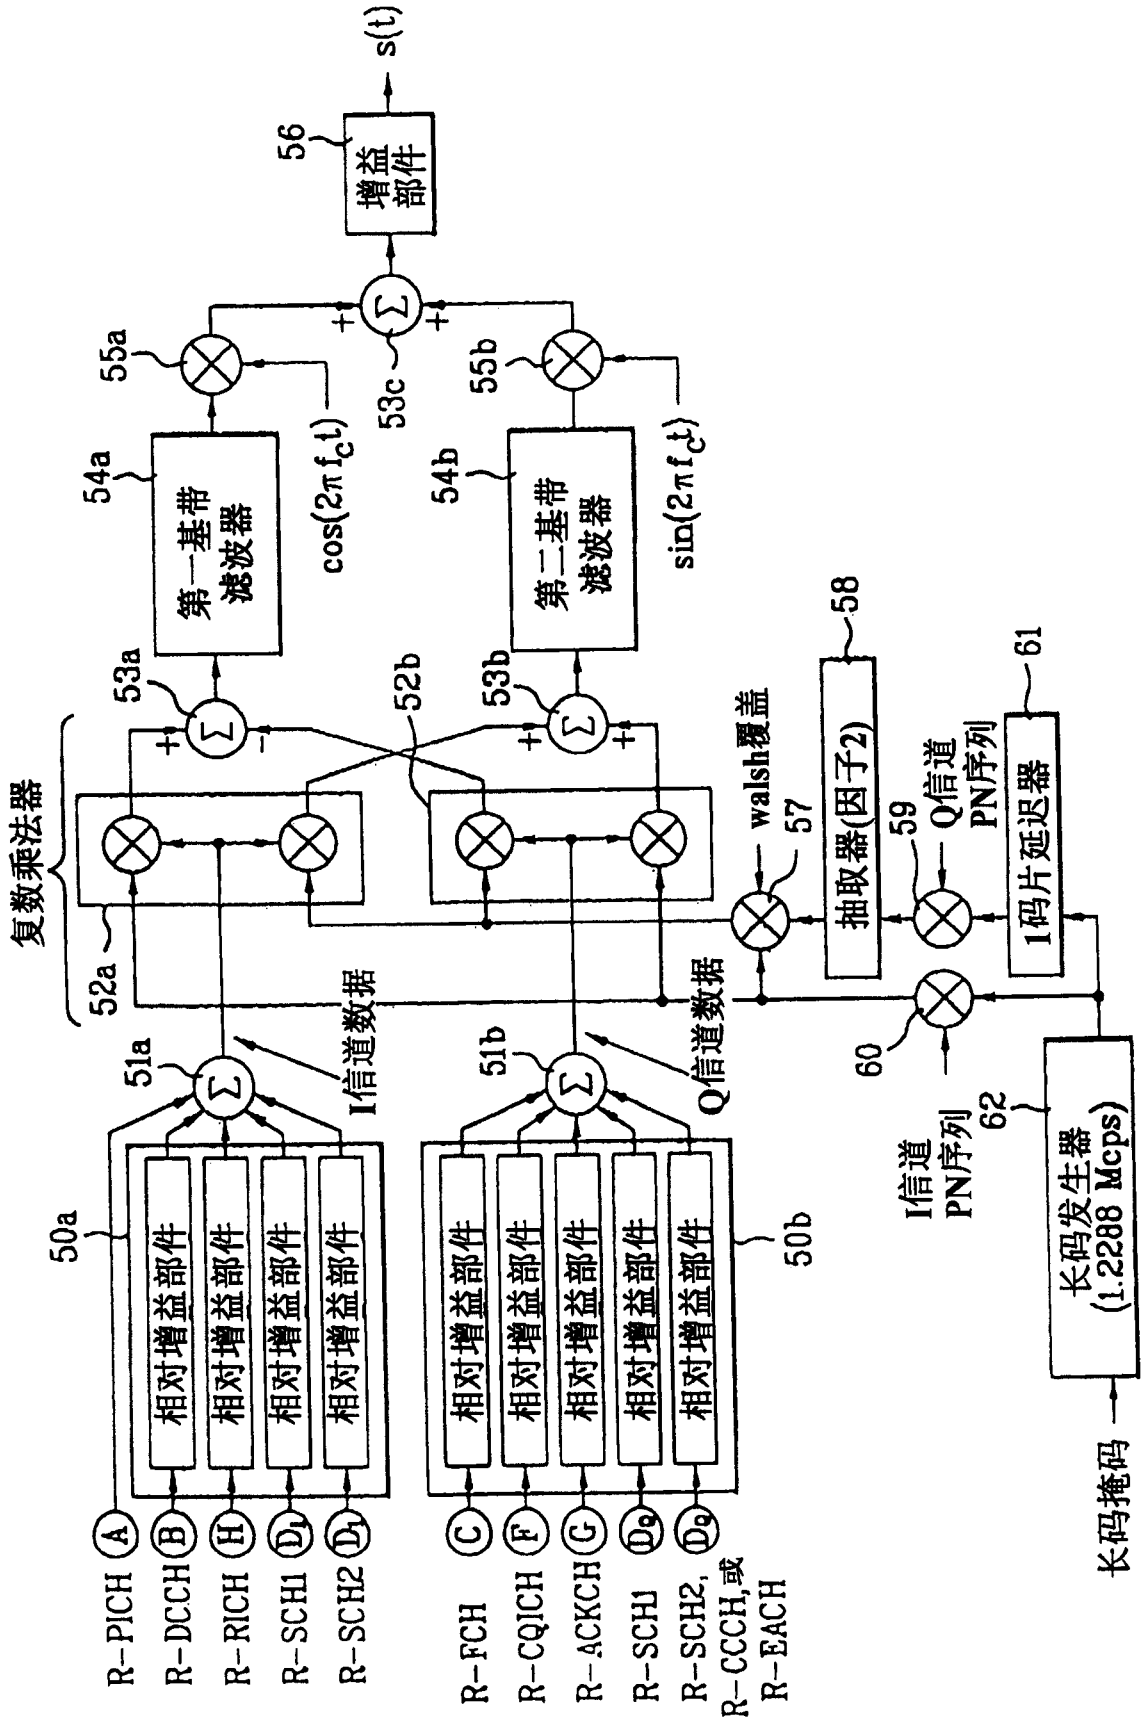 复数乘法器
R-PICH
A
R-DCCH
B
R-RICH
H
R-SCH1
D_I
R-SCH2
D_I
50a
相对增益部件
相对增益部件
相对增益部件
相对增益部件
51a
Σ
I信道数据
52a
53a
Σ
+
-
54a
第一基带
滤波器
55a
cos(2πf_c t)
R-FCH
C
R-CQICH
F
R-ACKCH
G
R-SCH1
D_Q
R-SCH2,
R-CCCH,或
R-EACH
D_Q
50b
相对增益部件
相对增益部件
相对增益部件
相对增益部件
相对增益部件
51b
Σ
Q信道数据
52b
53b
Σ
+
+
54b
第二基带
滤波器
55b
sin(2πf_c t)
53c
Σ
+
+
56
增益
部件
s(t)
walsh覆盖
57
抽取器(因子2)
58
59
Q信道
PN序列
60
I信道
PN序列
1码片延迟器
61
62
长码发生器
(1.2288 Mcps)
长码掩码